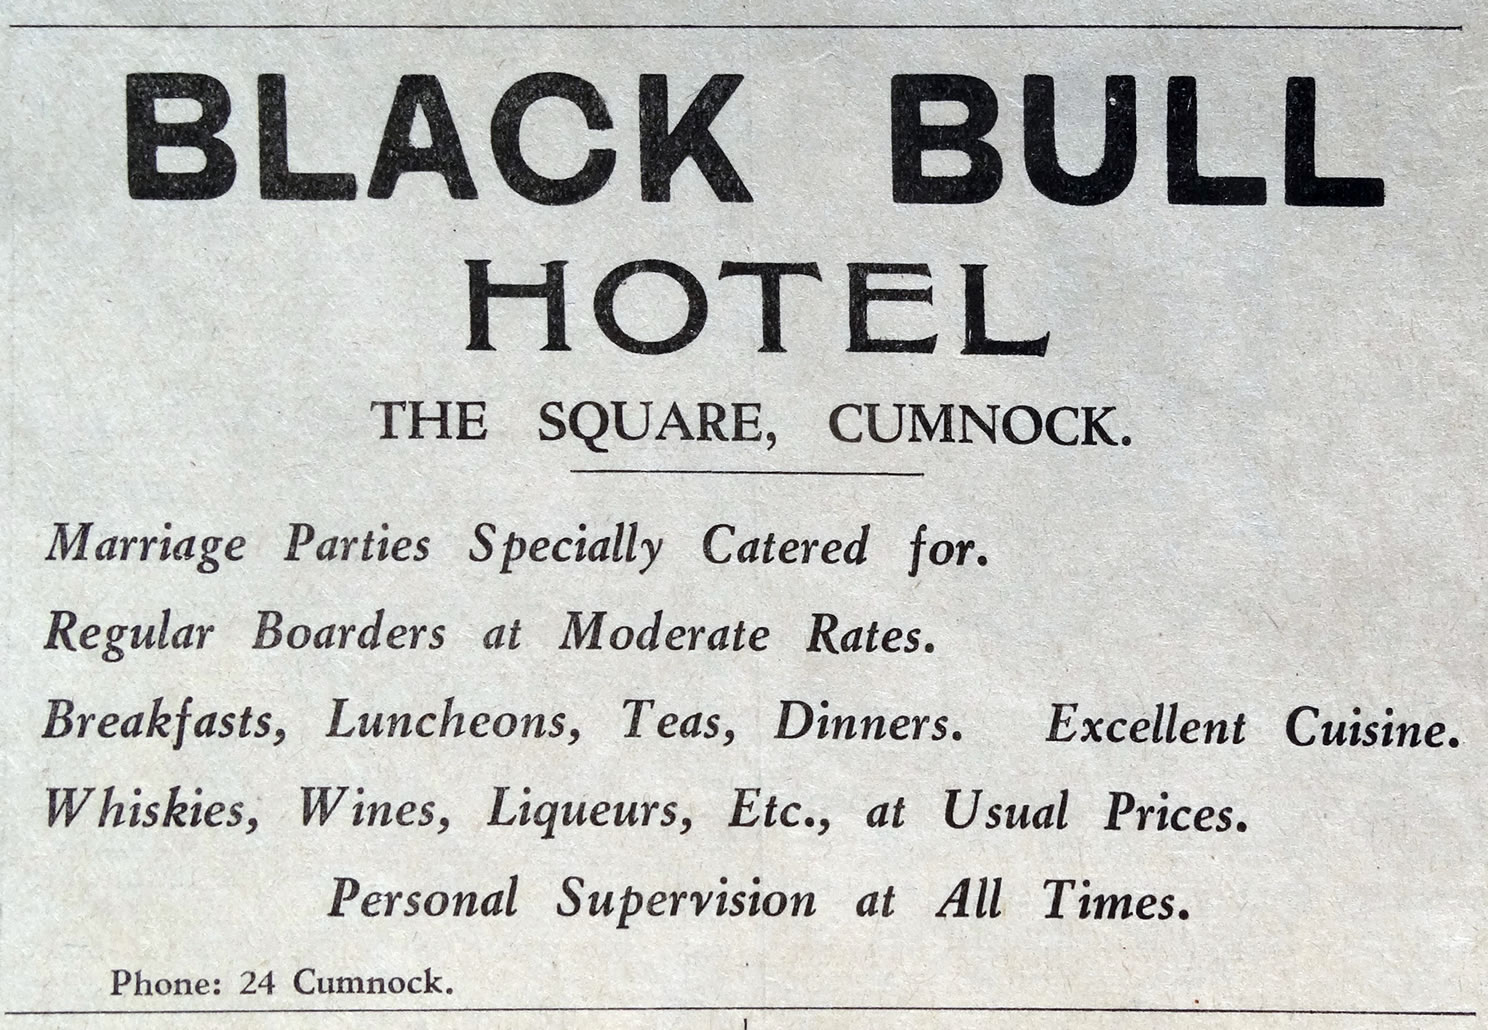 BLACK BULL
HOTEL
THE SQUARE, CUMNOCK.
Marriage Parties Specially Catered for.
Regular Boarders at Moderate Rates.
Breakfasts, Luncheons, Teas, Dinners. Excellent Cuisine.
Whiskies, Wines, Liqueurs, Etc., at Usual Prices.
Personal Supervision at All Times.
Phone: 24 Cumnock.